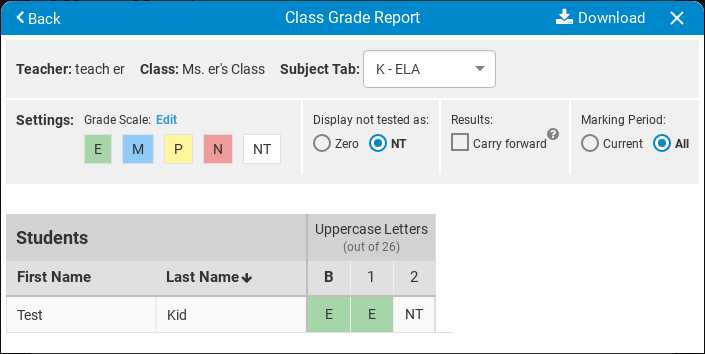 Back Class Grade Report Download
Teacher: teach er Class: Ms. er's Class Subject Tab: K - ELA
Settings: Grade Scale: Edit
E M P N NT
Display not tested as:
Zero NT
Results:
Carry forward ?
Marking Period:
Current All
Students Uppercase Letters
(out of 26)
First Name Last Name B 1 2
Test Kid E E NT